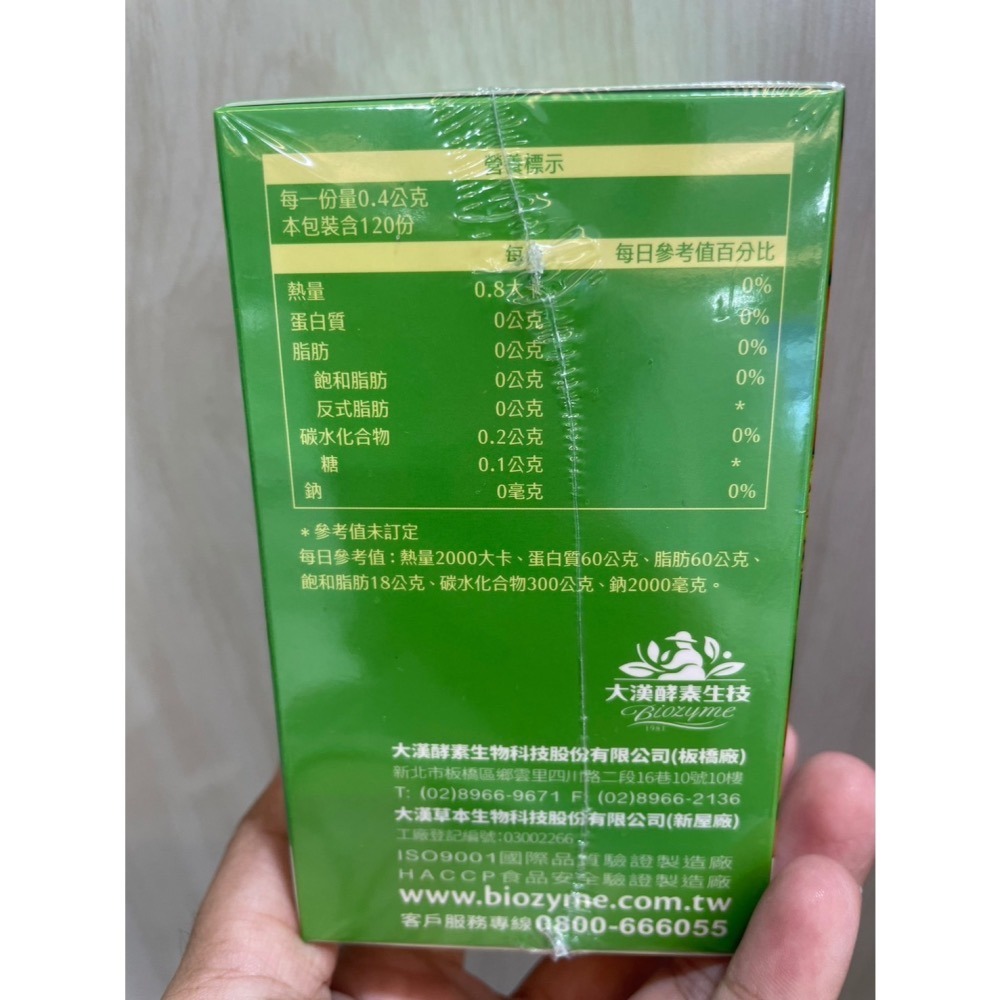 營養標示
每一份量0.4公克
本包裝含120份
每 每日參考值百分比
熱量 0.8大卡 0%
蛋白質 0公克 0%
脂肪 0公克 0%
飽和脂肪 0公克 0%
反式脂肪 0公克 *
碳水化合物 0.2公克 0%
糖 0.1公克 *
鈉 0毫克 0%
*參考值未訂定
每日參考值:熱量2000大卡、蛋白質60公克、脂肪60公克、
飽和脂肪18公克、碳水化合物300公克、鈉2000毫克。
大漢酵素生技
Biozyme
1981
大漢酵素生物科技股份有限公司(板橋廠)
新北市板橋區鄉雲里四川路二段16巷10號10樓
T: (02)8966-9671 F: (02)8966-2136
大漢草本生物科技股份有限公司(新屋廠)
工廠登記編號:03002266
ISO9001國際品質驗證製造廠
HACCP食品安全驗證製造廠
www.biozyme.com.tw
客戶服務專線0800-666055